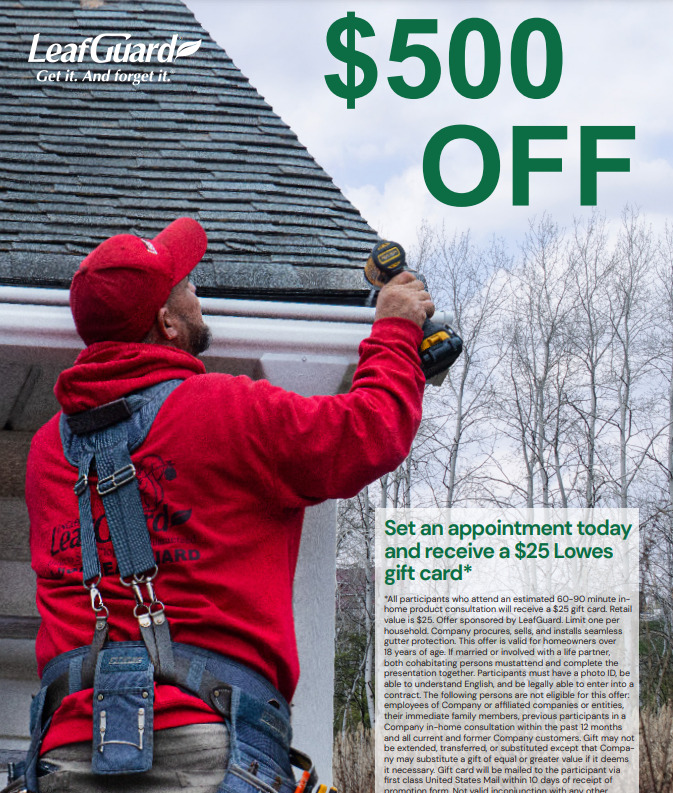 LeafGuard
Get it. And forget it.
$500
OFF
LeafGuard
Set an appointment today
and receive a $25 Lowes
gift card*
*All participants who attend an estimated 60-90 minute in-
home product consultation will receive a $25 gift card. Retail
value is $25. Offer sponsored by LeafGuard. Limit one per
household. Company procures, sells, and installs seamless
gutter protection. This offer is valid for homeowners over
18 years of age. If married or involved with a life partner,
both cohabitating persons mustattend and complete the
presentation together. Participants must have a photo ID, be
able to understand English, and be legally able to enter into a
contract. The following persons are not eligible for this offer:
employees of Company or affiliated companies or entities,
their immediate family members, previous participants in a
Company in-home consultation within the past 12 months
and all current and former Company customers. Gift may not
be extended, transferred, or substituted except that Compa-
ny may substitute a gift of equal or greater value if it deems
it necessary. Gift card will be mailed to the participant via
first class United States Mail within 10 days of receipt of
promotion form. Not valid inconjunction with any other